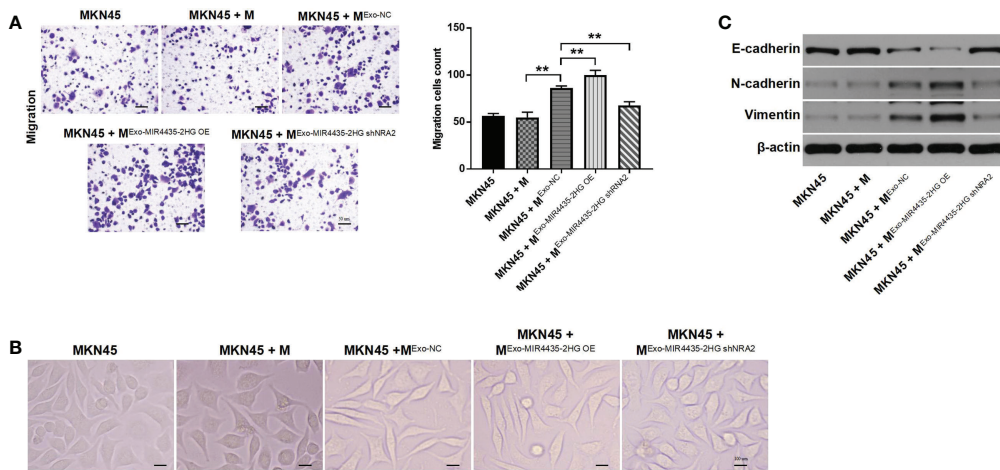 A
MKN45
MKN45 + M
MKN45 + M Exo-NC
Migration
MKN45 + M Exo-MIR4435-2HG OE
MKN45 + M Exo-MIR4435-2HG shNRA2
Migration cells count
150
100
50
0
**
**
**
MKN45
MKN45 + M
MKN45 + M Exo-NC
MKN45 + M Exo-MIR4435-2HG OE
MKN45 + M Exo-MIR4435-2HG shNRA2
C
E-cadherin
N-cadherin
Vimentin
β-actin
MKN45
MKN45 + M
MKN45 + M Exo-NC
MKN45 + M Exo-MIR4435-2HG OE
MKN45 + M Exo-MIR4435-2HG shNRA2
B
MKN45
MKN45 + M
MKN45 +M Exo-NC
MKN45 +
M Exo-MIR4435-2HG OE
MKN45 +
M Exo-MIR4435-2HG shNRA2